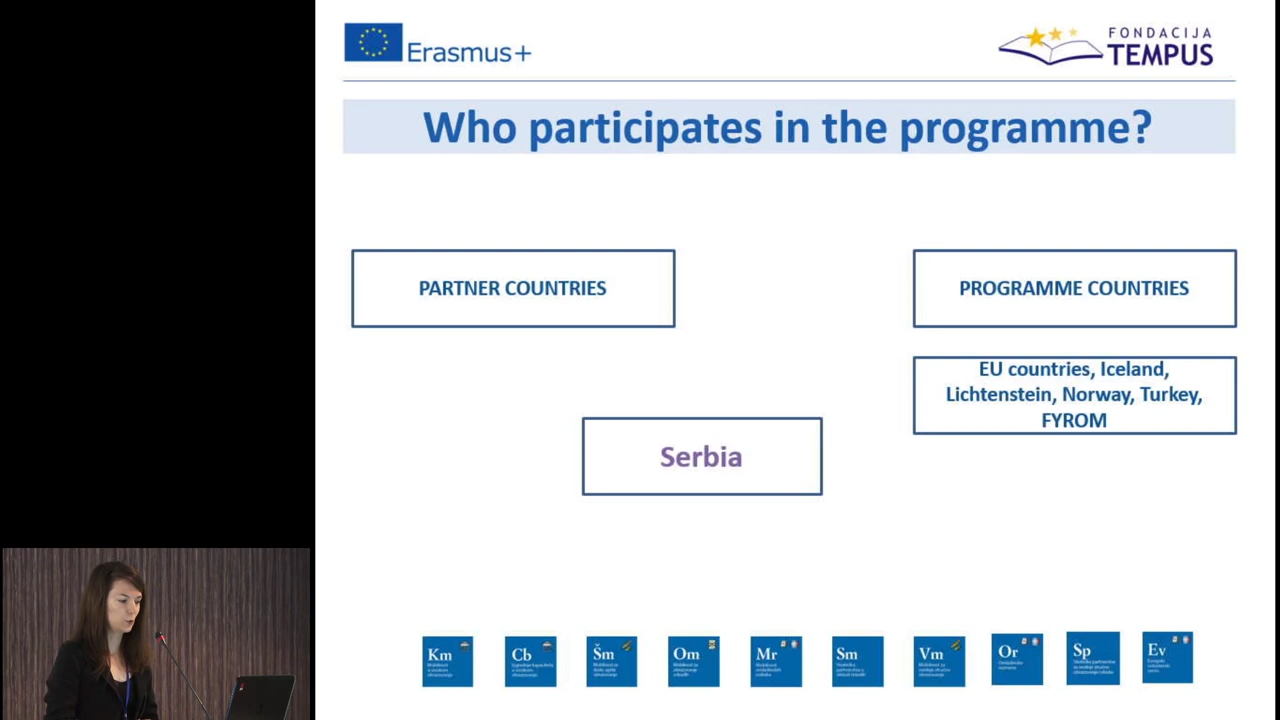 Erasmus+
FONDACIJA
TEMPUS
Who participates in the programme?
PARTNER COUNTRIES
PROGRAMME COUNTRIES
EU countries, Iceland,
Lichtenstein, Norway, Turkey,
FYROM
Serbia
Km
Cb
Šm
Om
Mr
Sm
Vm
Or
Sp
Ev